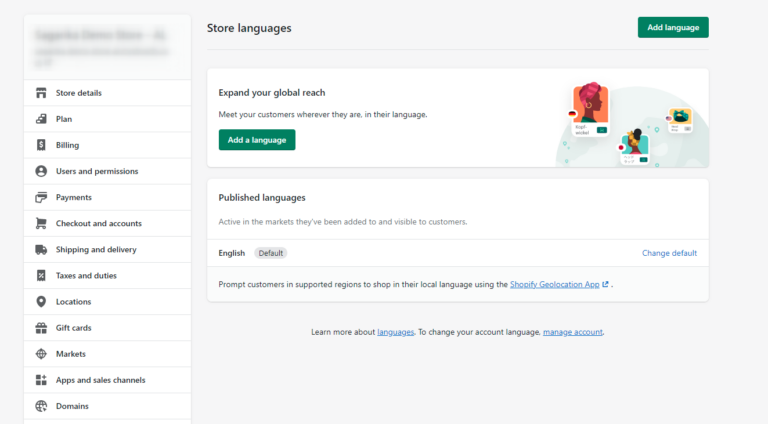 Store details
Plan
Billing
Users and permissions
Payments
Checkout and accounts
Shipping and delivery
Taxes and duties
Locations
Gift cards
Markets
Apps and sales channels
Domains
Store languages
Add language
Expand your global reach
Meet your customers wherever they are, in their language.
Add a language
Published languages
Active in the markets they've been added to and visible to customers.
English Default
Change default
Prompt customers in supported regions to shop in their local language using the Shopify Geolocation App .
Learn more about languages. To change your account language, manage account.